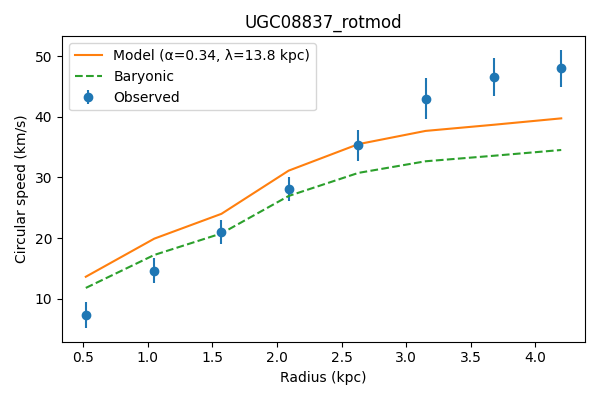 UGC08837_rotmod
Model (α=0.34, λ=13.8 kpc)
Baryonic
Observed
Circular speed (km/s)
50
40
30
20
10
0.5 1.0 1.5 2.0 2.5 3.0 3.5 4.0
Radius (kpc)